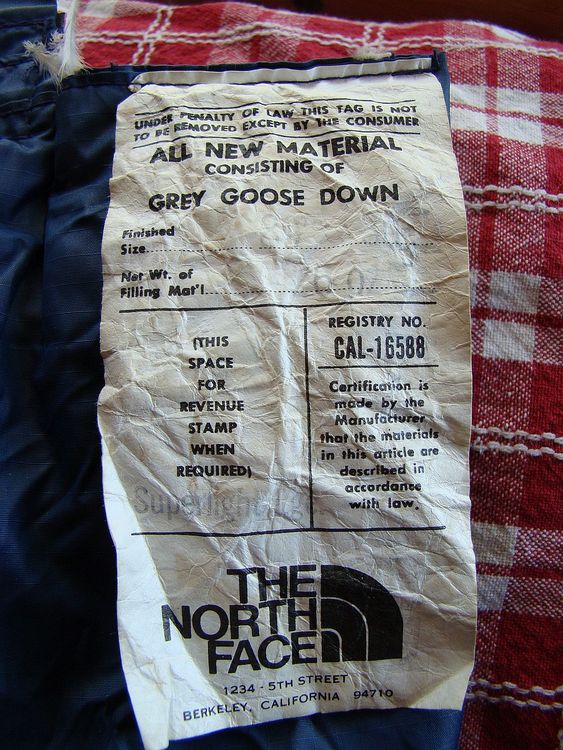 UNDER PENALTY OF LAW THIS TAG IS NOT
TO BE REMOVED EXCEPT BY THE CONSUMER
ALL NEW MATERIAL
CONSISTING OF
GREY GOOSE DOWN
Finished
Size
Net Wt. of
Filling Mat'l
(THIS
SPACE
FOR
REVENUE
STAMP
WHEN
REQUIRED)
REGISTRY NO.
CAL-16588
Certification is
made by the
Manufacturer
that the materials
in this article are
described in
accordance
with law.
Superlight
THE
NORTH
FACE
1234 - 5TH STREET
BERKELEY, CALIFORNIA 94710